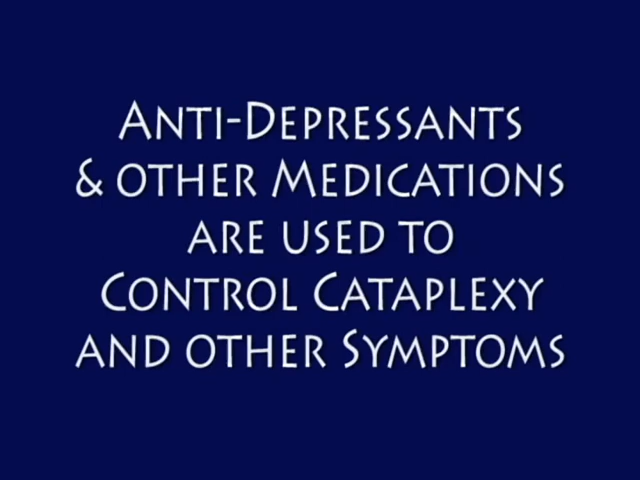 Anti-Depressants
& other Medications
are used to
Control Cataplexy
and other Symptoms